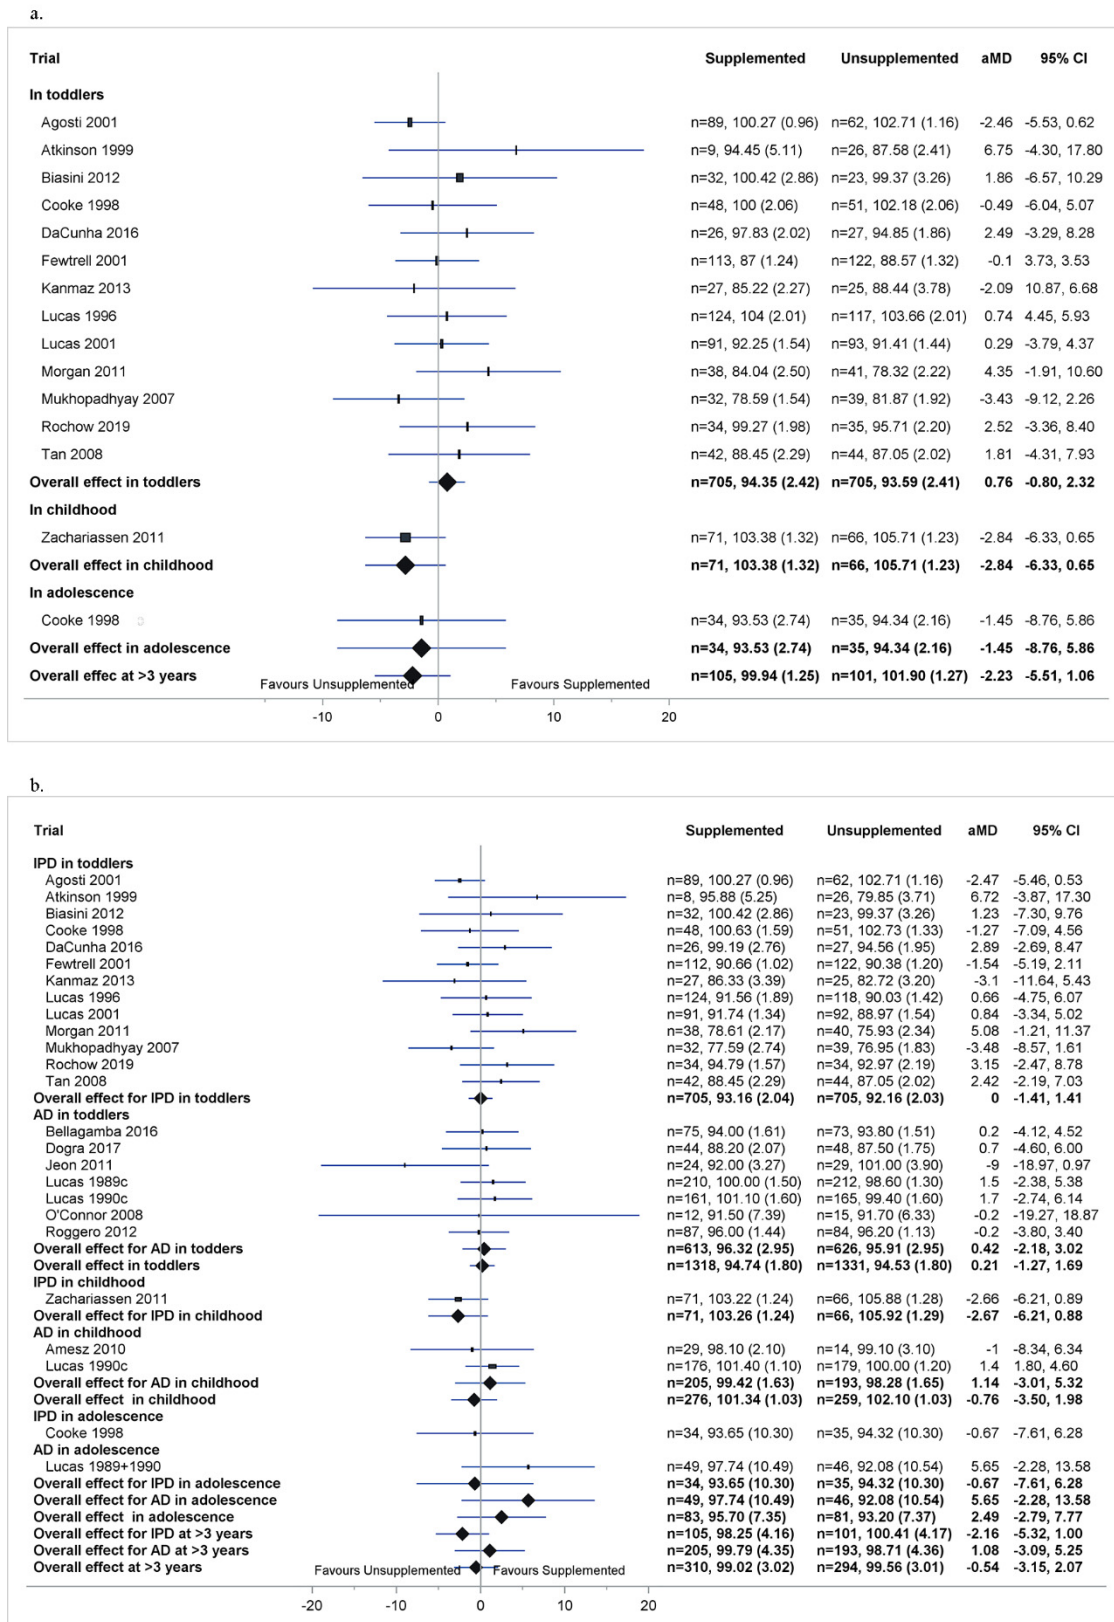 a.
Trial Supplemented Unsupplemented aMD 95% CI
In toddlers
Agosti 2001 n=89, 100.27 (0.96) n=62, 102.71 (1.16) -2.46 -5.53, 0.62
Atkinson 1999 n=9, 94.45 (5.11) n=26, 87.58 (2.41) 6.75 -4.30, 17.80
Biasini 2012 n=32, 100.42 (2.86) n=23, 99.37 (3.26) 1.86 -6.57, 10.29
Cooke 1998 n=48, 100 (2.06) n=51, 102.18 (2.06) -0.49 -6.04, 5.07
DaCunha 2016 n=26, 97.83 (2.02) n=27, 94.85 (1.86) 2.49 -3.29, 8.28
Fewtrell 2001 n=113, 87 (1.24) n=122, 88.57 (1.32) -0.1 3.73, 3.53
Kanmaz 2013 n=27, 85.22 (2.27) n=25, 88.44 (3.78) -2.09 10.87, 6.68
Lucas 1996 n=124, 104 (2.01) n=117, 103.66 (2.01) 0.74 4.45, 5.93
Lucas 2001 n=91, 92.25 (1.54) n=93, 91.41 (1.44) 0.29 -3.79, 4.37
Morgan 2011 n=38, 84.04 (2.50) n=41, 78.32 (2.22) 4.35 -1.91, 10.60
Mukhopadhyay 2007 n=32, 78.59 (1.54) n=39, 81.87 (1.92) -3.43 -9.12, 2.26
Rochow 2019 n=34, 99.27 (1.98) n=35, 95.71 (2.20) 2.52 -3.36, 8.40
Tan 2008 n=42, 88.45 (2.29) n=44, 87.05 (2.02) 1.81 -4.31, 7.93
Overall effect in toddlers n=705, 94.35 (2.42) n=705, 93.59 (2.41) 0.76 -0.80, 2.32
In childhood
Zachariassen 2011 n=71, 103.38 (1.32) n=66, 105.71 (1.23) -2.84 -6.33, 0.65
Overall effect in childhood n=71, 103.38 (1.32) n=66, 105.71 (1.23) -2.84 -6.33, 0.65
In adolescence
Cooke 1998 n=34, 93.53 (2.74) n=35, 94.34 (2.16) -1.45 -8.76, 5.86
Overall effect in adolescence n=34, 93.53 (2.74) n=35, 94.34 (2.16) -1.45 -8.76, 5.86
Overall effec at >3 years n=105, 99.94 (1.25) n=101, 101.90 (1.27) -2.23 -5.51, 1.06
Favours Unsupplemented Favours Supplemented
-10 0 10 20
b.
Trial Supplemented Unsupplemented aMD 95% CI
IPD in toddlers
Agosti 2001 n=89, 100.27 (0.96) n=62, 102.71 (1.16) -2.47 -5.46, 0.53
Atkinson 1999 n=8, 95.88 (5.25) n=26, 79.85 (3.71) 6.72 -3.87, 17.30
Biasini 2012 n=32, 100.42 (2.86) n=23, 99.37 (3.26) 1.23 -7.30, 9.76
Cooke 1998 n=48, 100.63 (1.59) n=51, 102.73 (1.33) -1.27 -7.09, 4.56
DaCunha 2016 n=26, 99.19 (2.76) n=27, 94.56 (1.95) 2.89 -2.69, 8.47
Fewtrell 2001 n=112, 90.66 (1.02) n=122, 90.38 (1.20) -1.54 -5.19, 2.11
Kanmaz 2013 n=27, 86.33 (3.39) n=25, 82.72 (3.20) -3.1 -11.64, 5.43
Lucas 1996 n=124, 91.56 (1.89) n=118, 90.03 (1.42) 0.66 -4.75, 6.07
Lucas 2001 n=91, 91.74 (1.34) n=92, 88.97 (1.54) 0.84 -3.34, 5.02
Morgan 2011 n=38, 78.61 (2.17) n=40, 75.93 (2.34) 5.08 -1.21, 11.37
Mukhopadhyay 2007 n=32, 77.59 (2.74) n=39, 76.95 (1.83) -3.48 -8.57, 1.61
Rochow 2019 n=34, 94.79 (1.57) n=34, 92.97 (2.19) 3.15 -2.47, 8.78
Tan 2008 n=42, 88.45 (2.29) n=44, 87.05 (2.02) 2.42 -2.19, 7.03
Overall effect for IPD in toddlers n=705, 93.16 (2.04) n=705, 92.16 (2.03) 0 -1.41, 1.41
AD in toddlers
Bellagamba 2016 n=75, 94.00 (1.61) n=73, 93.80 (1.51) 0.2 -4.12, 4.52
Dogra 2017 n=44, 88.20 (2.07) n=48, 87.50 (1.75) 0.7 -4.60, 6.00
Jeon 2011 n=24, 92.00 (3.27) n=29, 101.00 (3.90) -9 -18.97, 0.97
Lucas 1989c n=210, 100.00 (1.50) n=212, 98.60 (1.30) 1.5 -2.38, 5.38
Lucas 1990c n=161, 101.10 (1.60) n=165, 99.40 (1.60) 1.7 -2.74, 6.14
O'Connor 2008 n=12, 91.50 (7.39) n=15, 91.70 (6.33) -0.2 -19.27, 18.87
Roggero 2012 n=87, 96.00 (1.44) n=84, 96.20 (1.13) -0.2 -3.80, 3.40
Overall effect for AD in todders n=613, 96.32 (2.95) n=626, 95.91 (2.95) 0.42 -2.18, 3.02
Overall effect in toddlers n=1318, 94.74 (1.80) n=1331, 94.53 (1.80) 0.21 -1.27, 1.69
IPD in childhood
Zachariassen 2011 n=71, 103.22 (1.24) n=66, 105.88 (1.28) -2.66 -6.21, 0.89
Overall effect for IPD in childhood n=71, 103.26 (1.24) n=66, 105.92 (1.29) -2.67 -6.21, 0.88
AD in childhood
Amesz 2010 n=29, 98.10 (2.10) n=14, 99.10 (3.10) -1 -8.34, 6.34
Lucas 1990c n=176, 101.40 (1.10) n=179, 100.00 (1.20) 1.4 1.80, 4.60
Overall effect for AD in childhood n=205, 99.42 (1.63) n=193, 98.28 (1.65) 1.14 -3.01, 5.32
Overall effect in childhood n=276, 101.34 (1.03) n=259, 102.10 (1.03) -0.76 -3.50, 1.98
IPD in adolescence
Cooke 1998 n=34, 93.65 (10.30) n=35, 94.32 (10.30) -0.67 -7.61, 6.28
AD in adolescence
Lucas 1989+1990 n=49, 97.74 (10.49) n=46, 92.08 (10.54) 5.65 -2.28, 13.58
Overall effect for IPD in adolescence n=34, 93.65 (10.30) n=35, 94.32 (10.30) -0.67 -7.61, 6.28
Overall effect for AD in adolescence n=49, 97.74 (10.49) n=46, 92.08 (10.54) 5.65 -2.28, 13.58
Overall effect in adolescence n=83, 95.70 (7.35) n=81, 93.20 (7.37) 2.49 -2.79, 7.77
Overall effect for IPD at >3 years n=105, 98.25 (4.16) n=101, 100.41 (4.17) -2.16 -5.32, 1.00
Overall effect for AD at >3 years n=205, 99.79 (4.35) n=193, 98.71 (4.36) 1.08 -3.09, 5.25
Overall effect at >3 years n=310, 99.02 (3.02) n=294, 99.56 (3.01) -0.54 -3.15, 2.07
Favours Unsupplemented Favours Supplemented
-20 -10 0 10 20